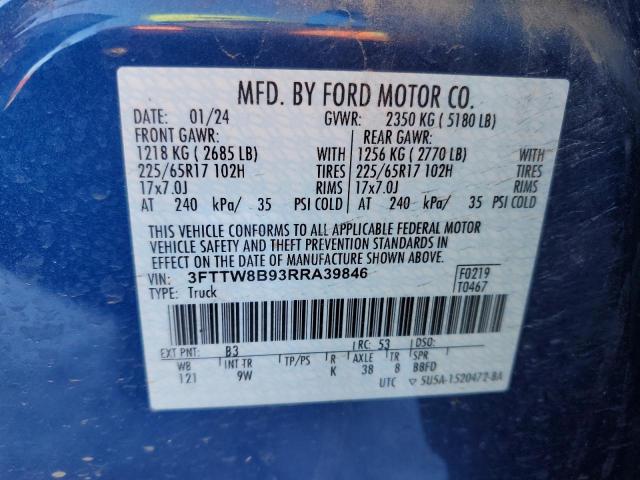 MFD. BY FORD MOTOR CO.
DATE: 01/24 GVWR: 2350 KG ( 5180 LB)
FRONT GAWR: REAR GAWR:
1218 KG ( 2685 LB) WITH 1256 KG ( 2770 LB) WITH
225/65R17 102H TIRES 225/65R17 102H TIRES
17x7.0J RIMS 17x7.0J RIMS
AT 240 kPa/ 35 PSI COLD AT 240 kPa/ 35 PSI COLD
THIS VEHICLE CONFORMS TO ALL APPLICABLE FEDERAL MOTOR
VEHICLE SAFETY AND THEFT PREVENTION STANDARDS IN
EFFECT ON THE DATE OF MANUFACTURE SHOWN ABOVE.
VIN: 3FTTW8B93RRA39846 F0219
TYPE: Truck T0467
EXT PNT: B3 RC: 53 DSO:
WB INT TR TP/PS R AXLE TR SPR
121 9W K 38 8 BBFD
UTC ▽ 5U5A-1520472-BA